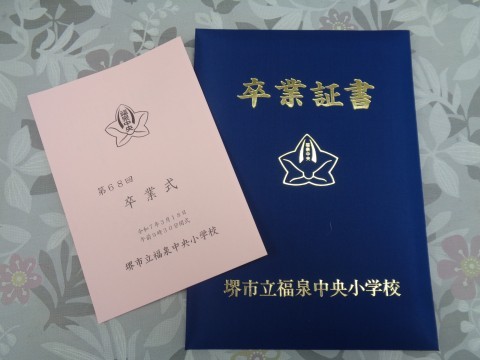 第68回
卒業式
堺市立福泉中央小学校
卒業証書
堺市立福泉中央小学校